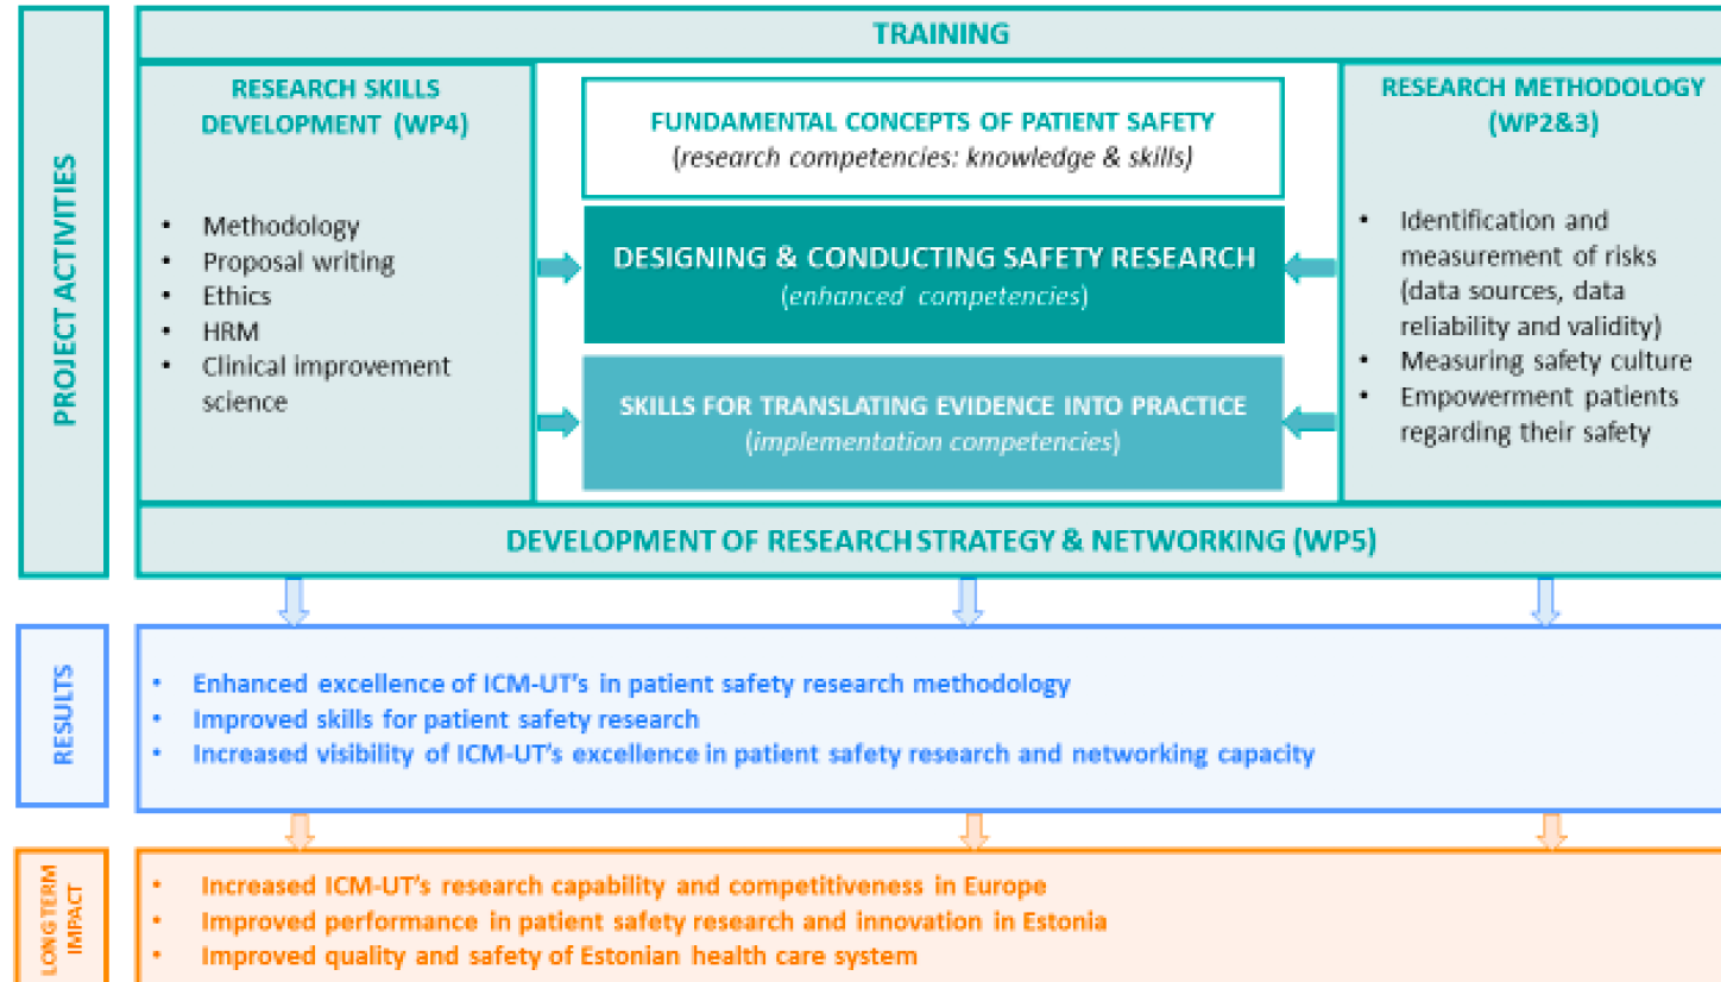 TRAINING
PROJECT ACTIVITIES
RESEARCH SKILLS
DEVELOPMENT (WP4)
• Methodology
• Proposal writing
• Ethics
• HRM
• Clinical improvement
science
FUNDAMENTAL CONCEPTS OF PATIENT SAFETY
(research competencies: knowledge & skills)
DESIGNING & CONDUCTING SAFETY RESEARCH
(enhanced competencies)
SKILLS FOR TRANSLATING EVIDENCE INTO PRACTICE
(implementation competencies)
RESEARCH METHODOLOGY
(WP2&3)
• Identification and
measurement of risks
(data sources, data
reliability and validity)
• Measuring safety culture
• Empowerment patients
regarding their safety
DEVELOPMENT OF RESEARCH STRATEGY & NETWORKING (WP5)
RESULTS
• Enhanced excellence of ICM-UT’s in patient safety research methodology
• Improved skills for patient safety research
• Increased visibility of ICM-UT’s excellence in patient safety research and networking capacity
LONG TERM
IMPACT
• Increased ICM-UT’s research capability and competitiveness in Europe
• Improved performance in patient safety research and innovation in Estonia
• Improved quality and safety of Estonian health care system